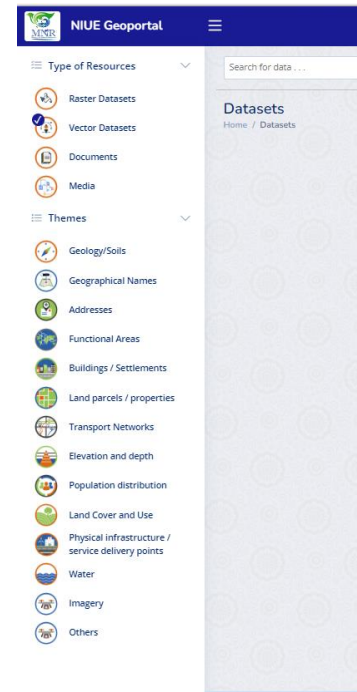 MNR
NIUE Geoportal
Type of Resources
Raster Datasets
Vector Datasets
Documents
Media
Themes
Geology/Soils
Geographical Names
Addresses
Functional Areas
Buildings / Settlements
Land parcels / properties
Transport Networks
Elevation and depth
Population distribution
Land Cover and Use
Physical infrastructure /
service delivery points
Water
Imagery
Others
Search for data . . .
Datasets
Home / Datasets